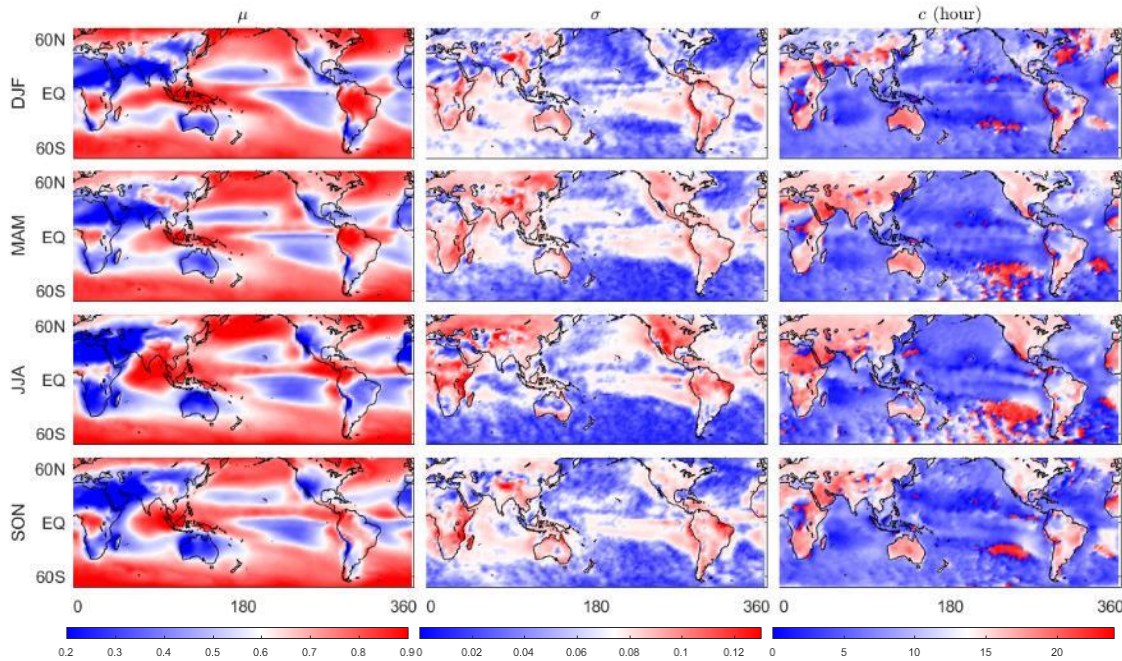 μ σ c (hour)
60N
DJF EQ
60S
60N
MAM EQ
60S
60N
JJA EQ
60S
60N
SON EQ
60S
0 180 360 0 180 360 0 180 360
0.2 0.3 0.4 0.5 0.6 0.7 0.8 0.9 0 0.02 0.04 0.06 0.08 0.1 0.12 0 5 10 15 20